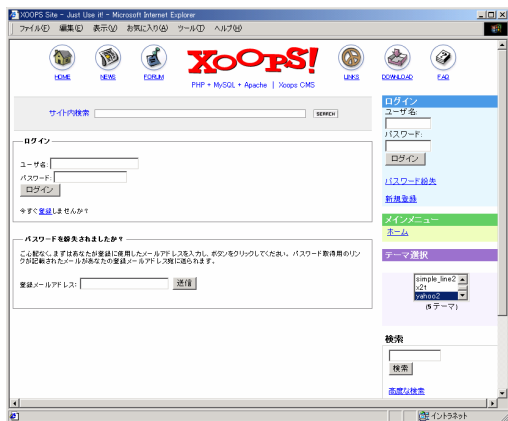 XOOPS Site - Just Use it! - Microsoft Internet Explorer
ファイル(F) 編集(E) 表示(V) お気に入り(A) ツール(T) ヘルプ(H)
HOME NEWS FORUM XOOPS! LINKS DOWNLOAD FAQ
PHP + MySQL + Apache | Xoops CMS
サイト内検索 SEARCH
ログイン
ユーザ名:
パスワード:
ログイン
今すぐ登録しませんか?
パスワードを紛失されましたか?
ご心配なく。まずはあなたが登録に使用したメールアドレスを入力し、ボタンをクリックしてください。 パスワード取得用のリン
クが記載されたメールがあなたの登録メールアドレス宛に送られます。
登録メールアドレス: 送信
ログイン
ユーザ名:
パスワード:
ログイン
パスワード紛失
新規登録
メインメニュー
ホーム
テーマ選択
simple_line2
x2t
yahoo2
(5 テーマ)
検索
検索
高度な検索
イントラネット